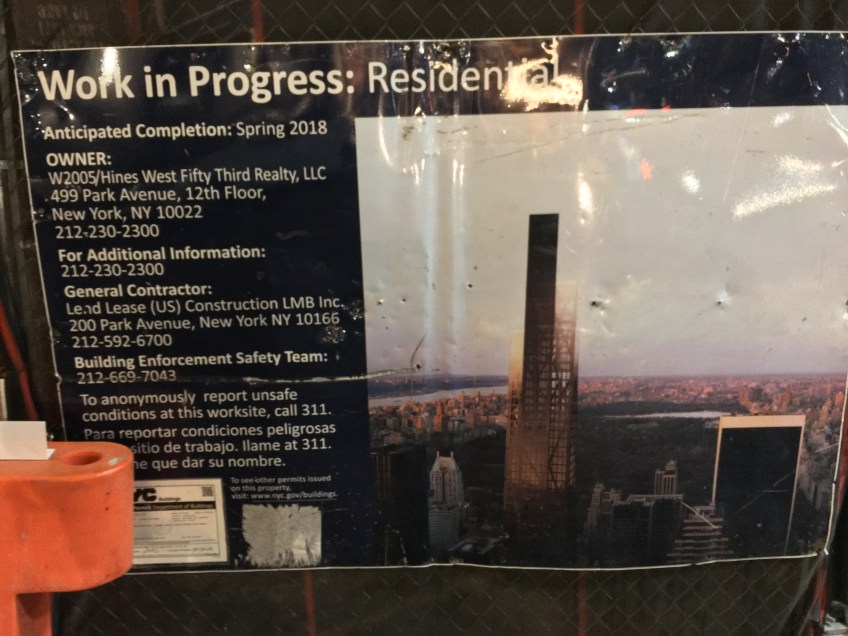 Work in Progress: Residential
Anticipated Completion: Spring 2018
OWNER:
W2005/Hines West Fifty Third Realty, LLC
499 Park Avenue, 12th Floor,
New York, NY 10022
212-230-2300
For Additional Information:
212-230-2300
General Contractor:
Lend Lease (US) Construction LMB Inc.
200 Park Avenue, New York NY 10166
212-592-6700
Building Enforcement Safety Team:
212-669-7043
To anonymously report unsafe
conditions at this worksite, call 311.
Para reportar condiciones peligrosas
sitio de trabajo. llame at 311.
que dar su nombre.
To see other permits issued
on this property,
visit: www.nyc.gov/buildings.
NYC Buildings
Department of Buildings